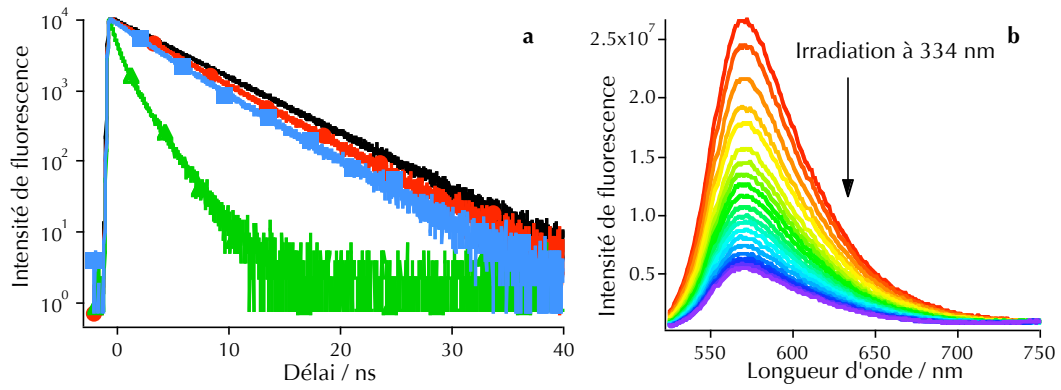 10⁴
10³
10²
10¹
10⁰
Intensité de fluorescence
a
0
10
20
30
40
Délai / ns
2.5x10⁷
2.0
1.5
1.0
0.5
Intensité de fluorescence
Irradiation à 334 nm
b
550
600
650
700
750
Longueur d'onde / nm